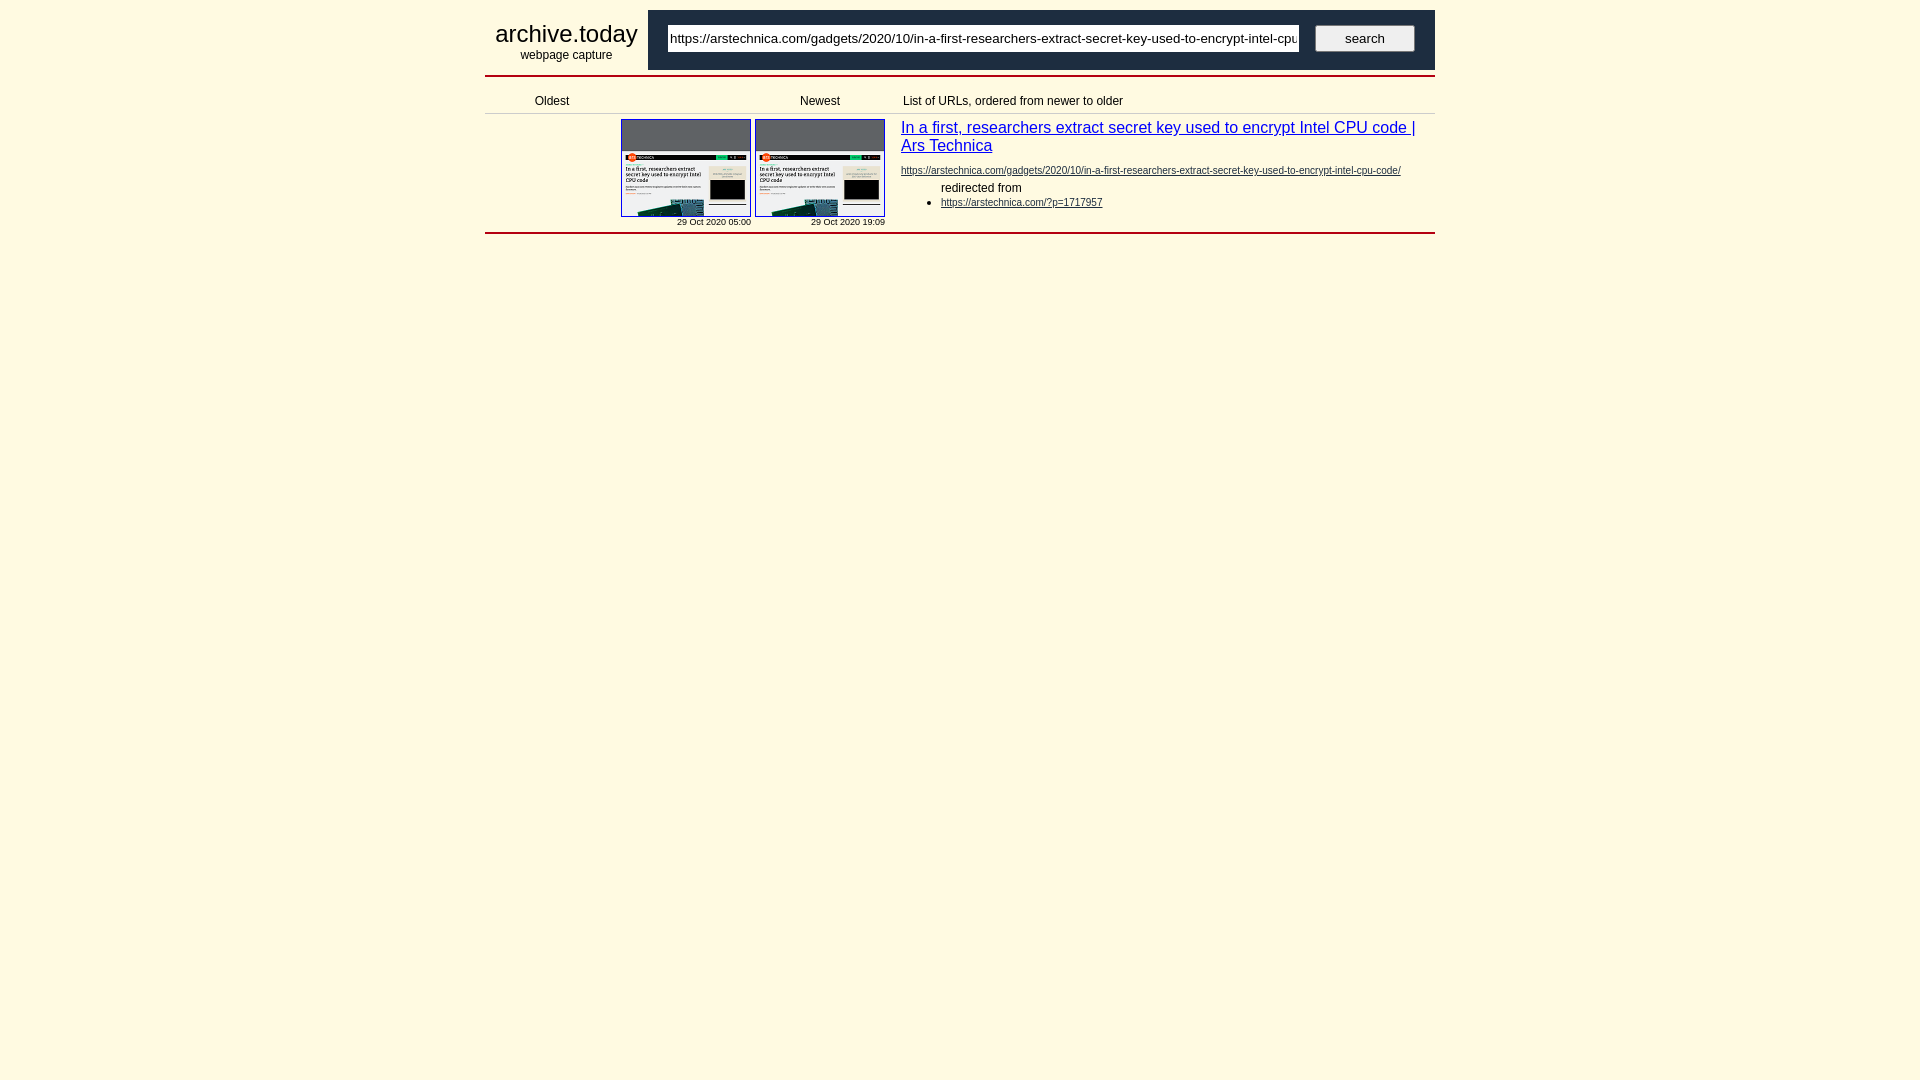 archive.today
webpage capture
https://arstechnica.com/gadgets/2020/10/in-a-first-researchers-extract-secret-key-used-to-encrypt-intel-cpu
search
Oldest
Newest
List of URLs, ordered from newer to older
In a first, researchers extract secret key used to encrypt Intel CPU code
In a first, researchers extract secret key used to encrypt Intel CPU code
29 Oct 2020 05:00
29 Oct 2020 19:09
In a first, researchers extract secret key used to encrypt Intel CPU code |
Ars Technica
https://arstechnica.com/gadgets/2020/10/in-a-first-researchers-extract-secret-key-used-to-encrypt-intel-cpu-code/
redirected from
https://arstechnica.com/?p=1717957